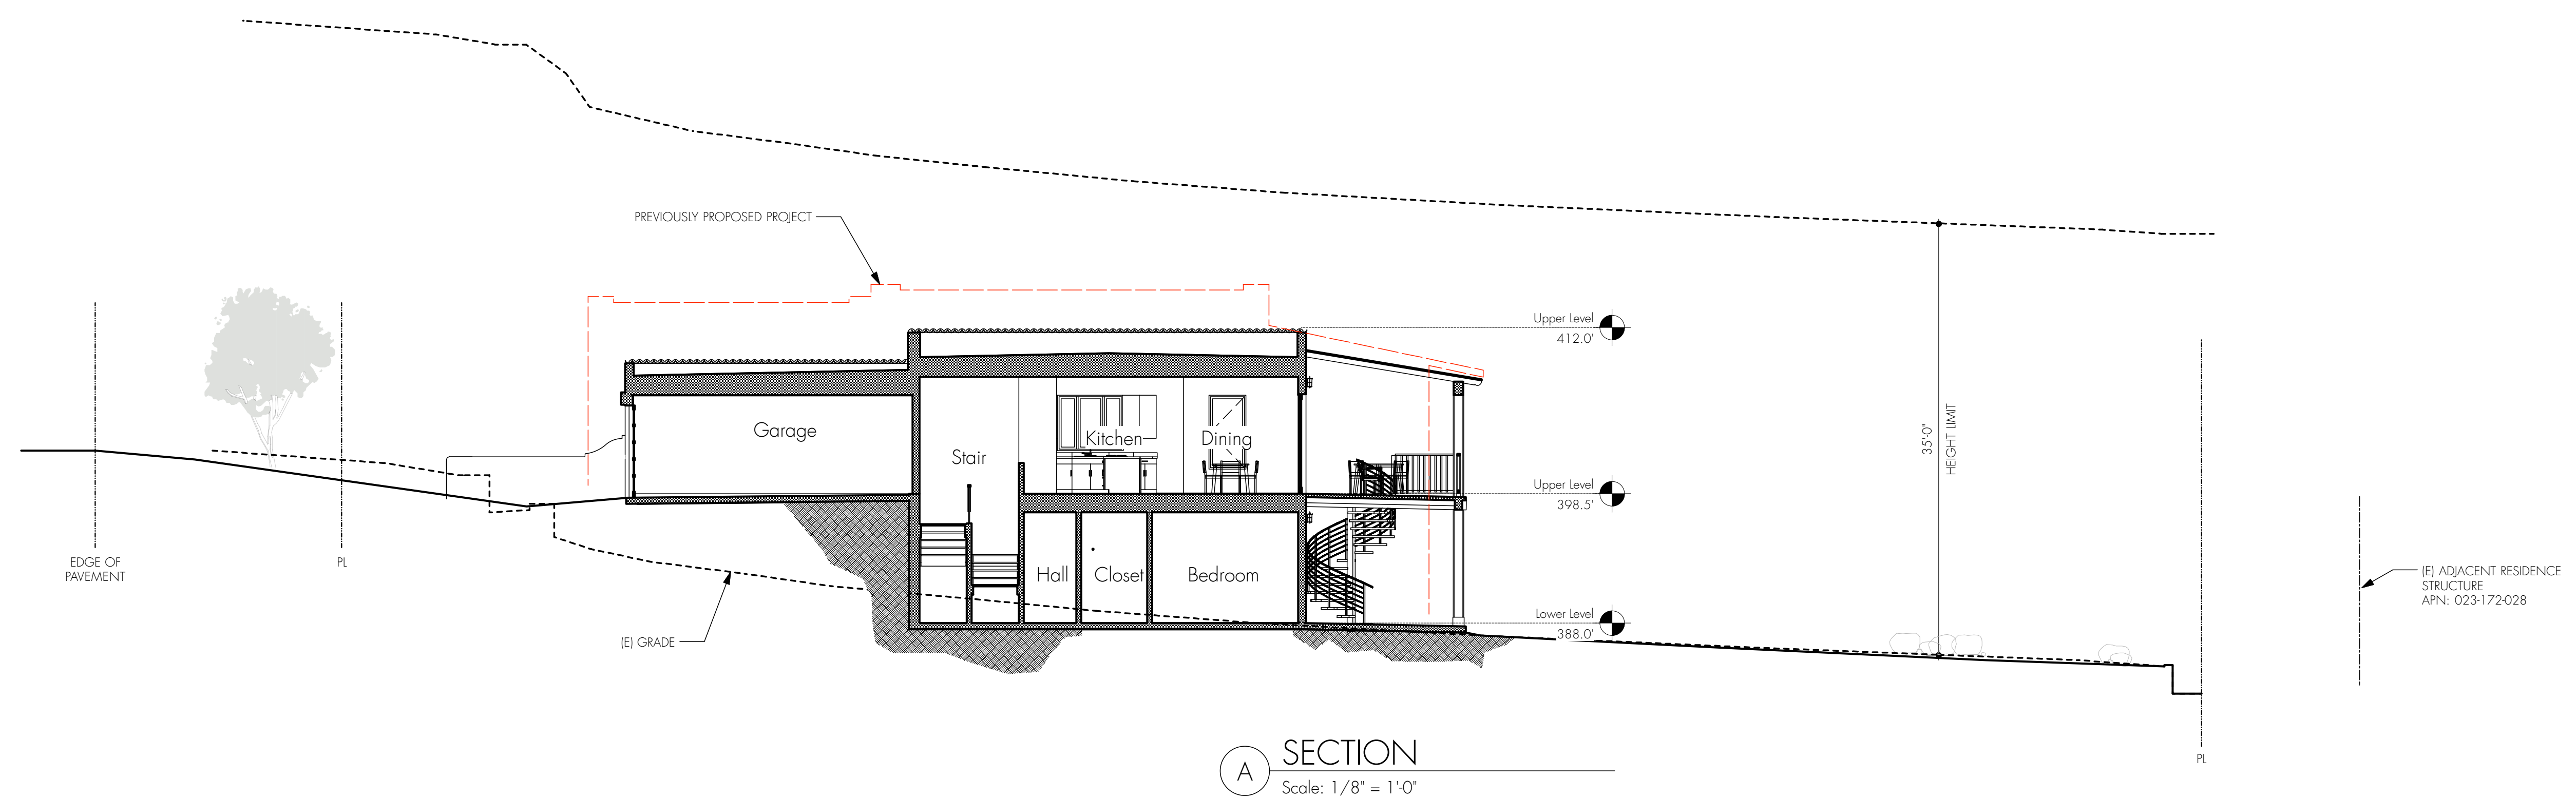 PREVIOUSLY PROPOSED PROJECT
Upper Level
412.0'
Garage
Kitchen
Dining
Stair
35'-0"
HEIGHT LIMIT
Upper Level
398.5'
EDGE OF
PAVEMENT
PL
Hall
Closet
Bedroom
(E) ADJACENT RESIDENCE
STRUCTURE
APN: 023-172-028
Lower Level
388.0'
(E) GRADE
A
SECTION
Scale: 1/8" = 1'-0"
PL